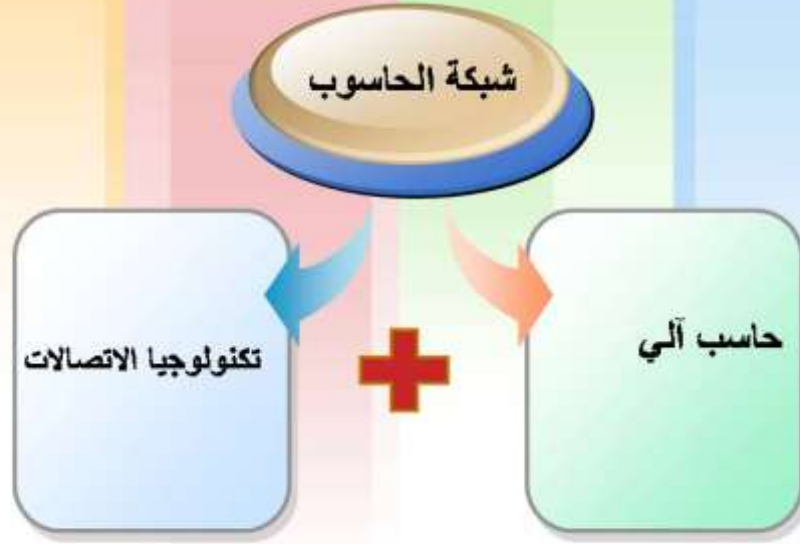 شبكة الحاسوب
حاسب آلي
تكنولوجيا الاتصالات